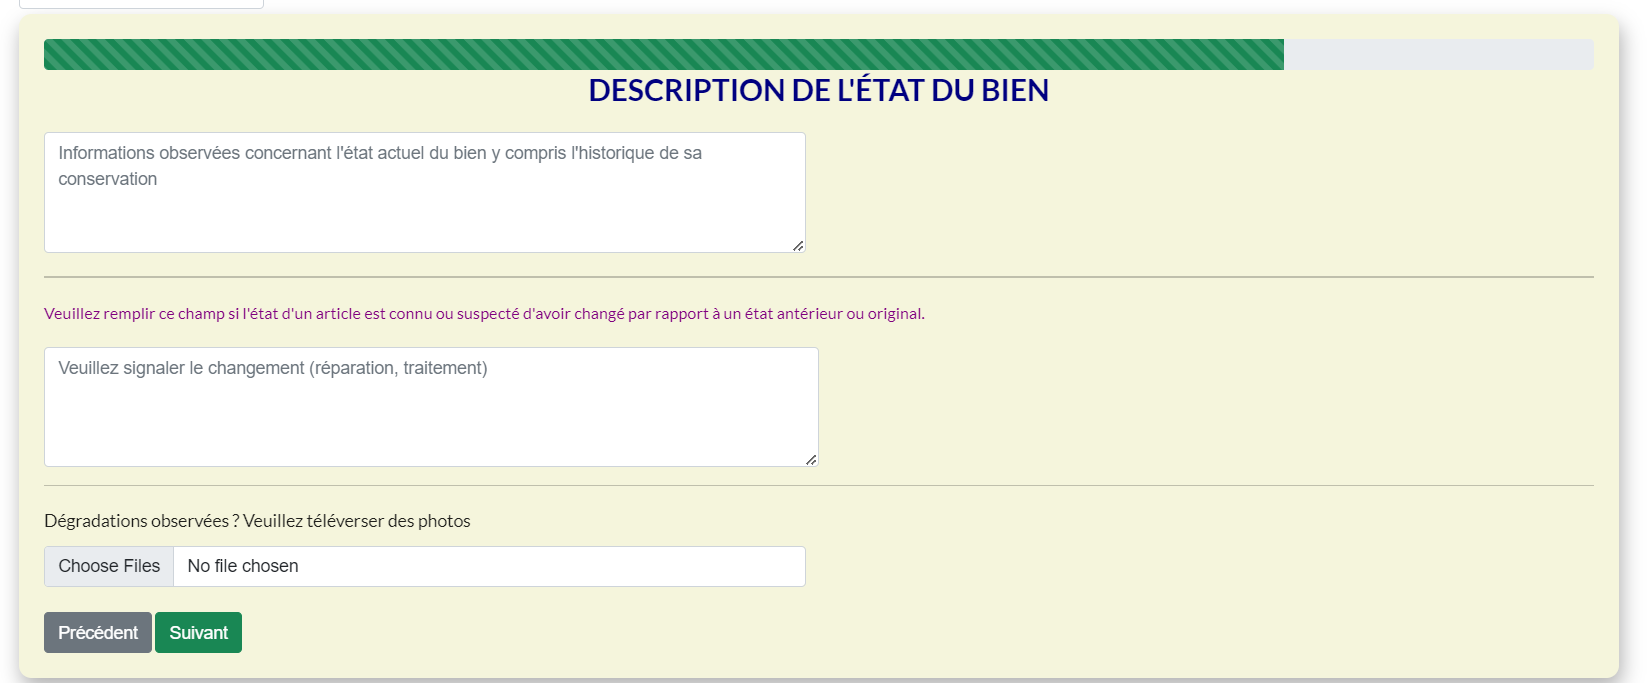 DESCRIPTION DE L'ÉTAT DU BIEN
Informations observées concernant l'état actuel du bien y compris l'historique de sa
conservation
Veuillez remplir ce champ si l'état d'un article est connu ou suspecté d'avoir changé par rapport à un état antérieur ou original.
Veuillez signaler le changement (réparation, traitement)
Dégradations observées ? Veuillez téléverser des photos
Choose Files No file chosen
Précédent Suivant